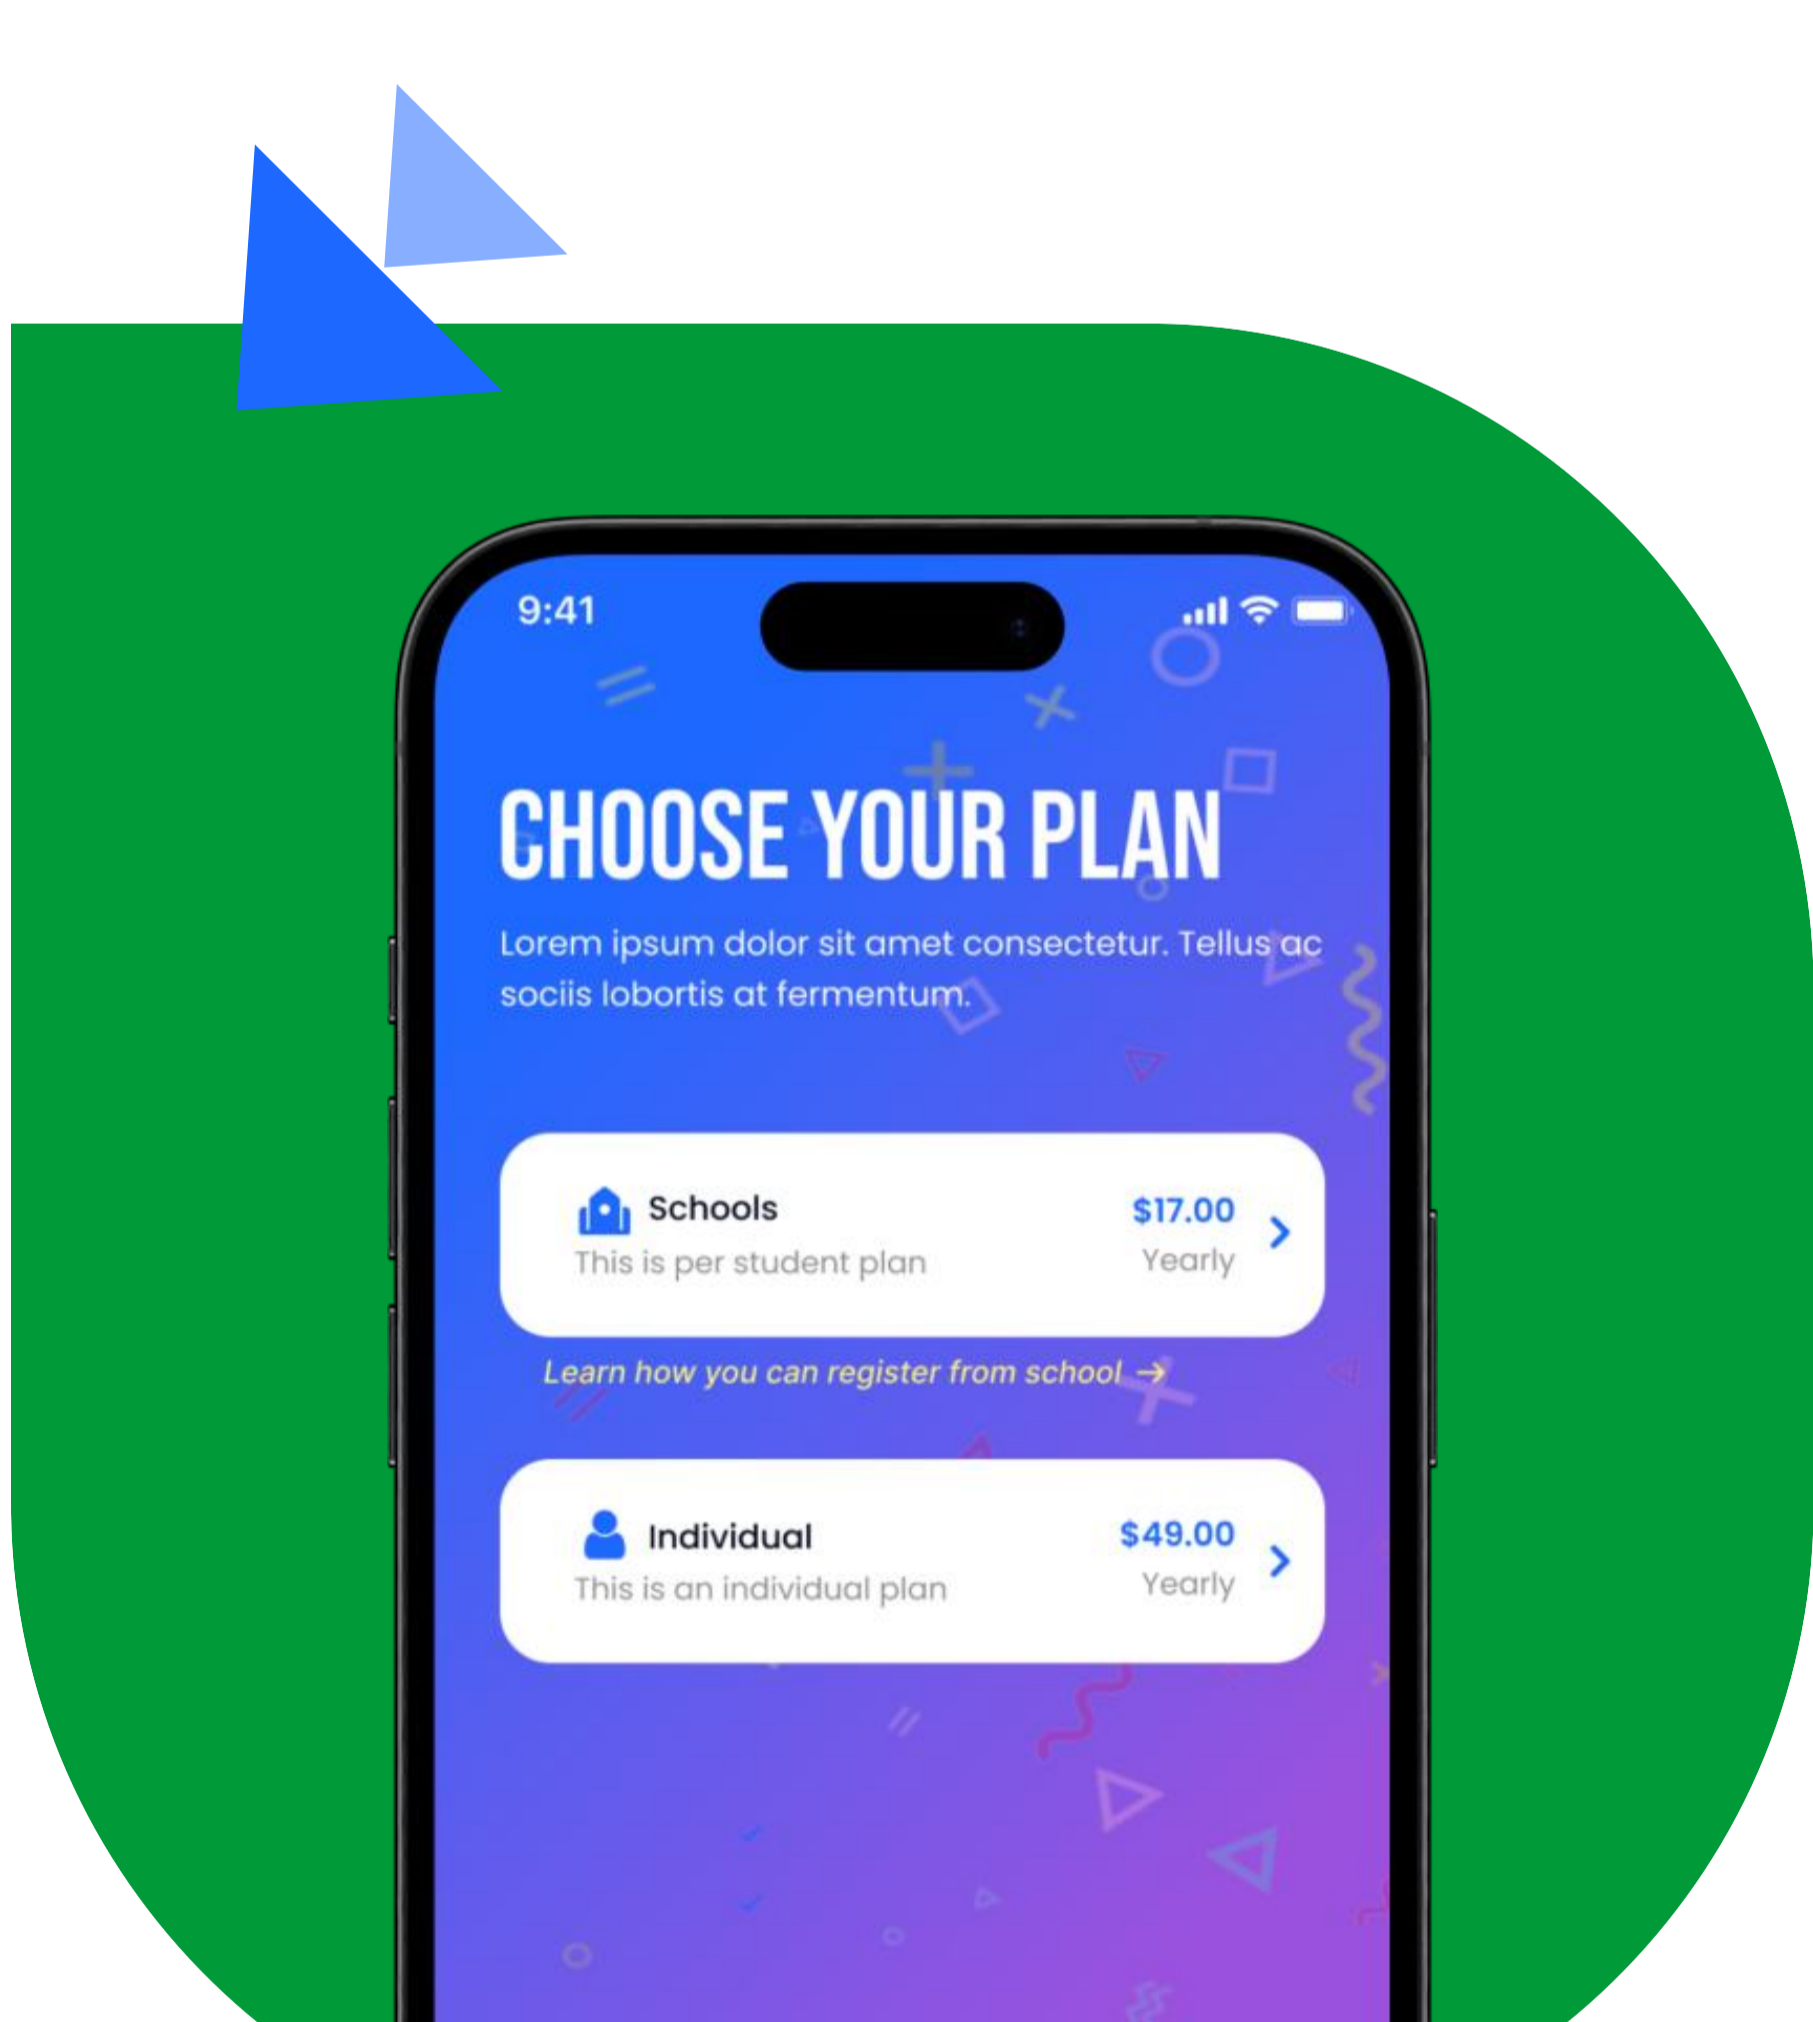 9:41
CHOOSE YOUR PLAN
Lorem ipsum dolor sit amet consectetur. Tellus ac
sociis lobortis at fermentum.
Schools
$17.00
This is per student plan
Yearly
Learn how you can register from school →
Individual
$49.00
This is an individual plan
Yearly